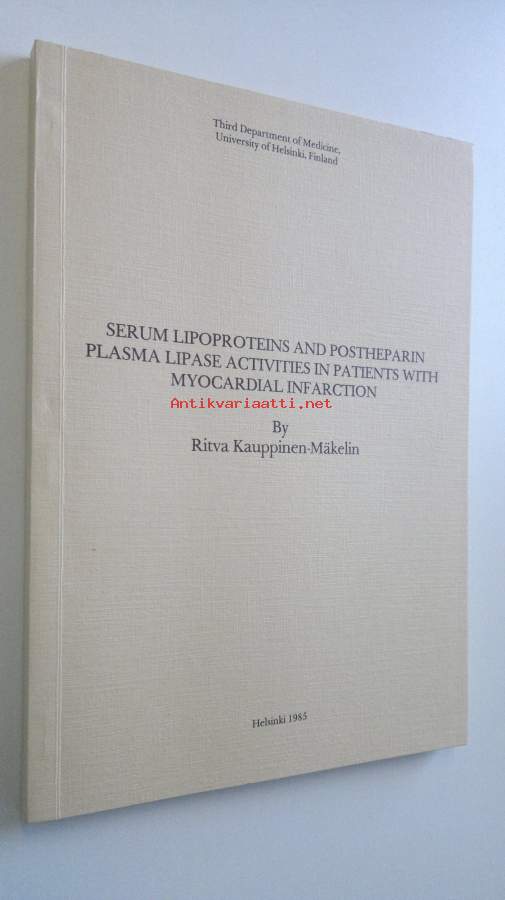 Third Department of Medicine,
University of Helsinki, Finland
SERUM LIPOPROTEINS AND POSTHEPARIN
PLASMA LIPASE ACTIVITIES IN PATIENTS WITH
MYOCARDIAL INFARCTION
Antikvariaatti.net
By
Ritva Kauppinen-Mäkelin
Helsinki 1985